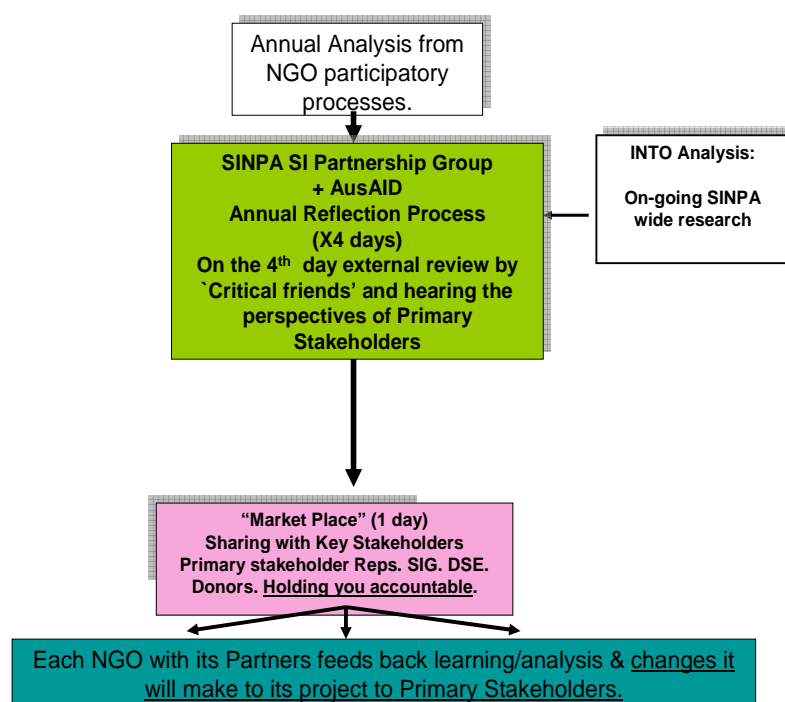 Annual Analysis from
NGO participatory
processes.
SINPA SI Partnership Group
+ AusAID
Annual Reflection Process
(X4 days)
On the 4th day external review by
`Critical friends’ and hearing the
perspectives of Primary
Stakeholders
INTO Analysis:
On-going SINPA
wide research
“Market Place” (1 day)
Sharing with Key Stakeholders
Primary stakeholder Reps. SIG. DSE.
Donors. Holding you accountable.
Each NGO with its Partners feeds back learning/analysis & changes it
will make to its project to Primary Stakeholders.